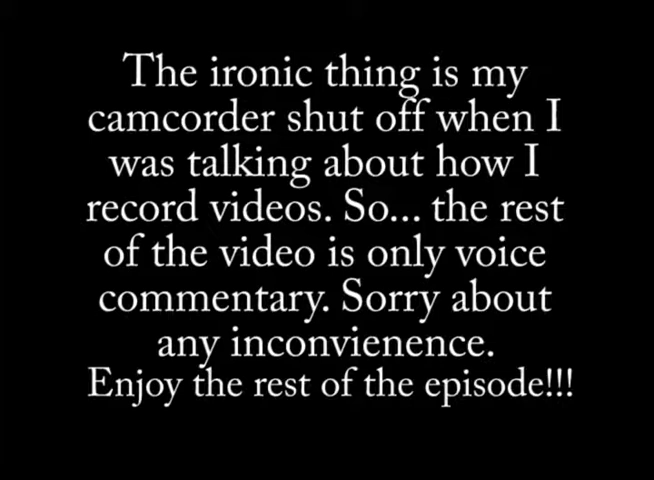 The ironic thing is my
camcorder shut off when I
was talking about how I
record videos. So... the rest
of the video is only voice
commentary. Sorry about
any inconvienence.
Enjoy the rest of the episode!!!